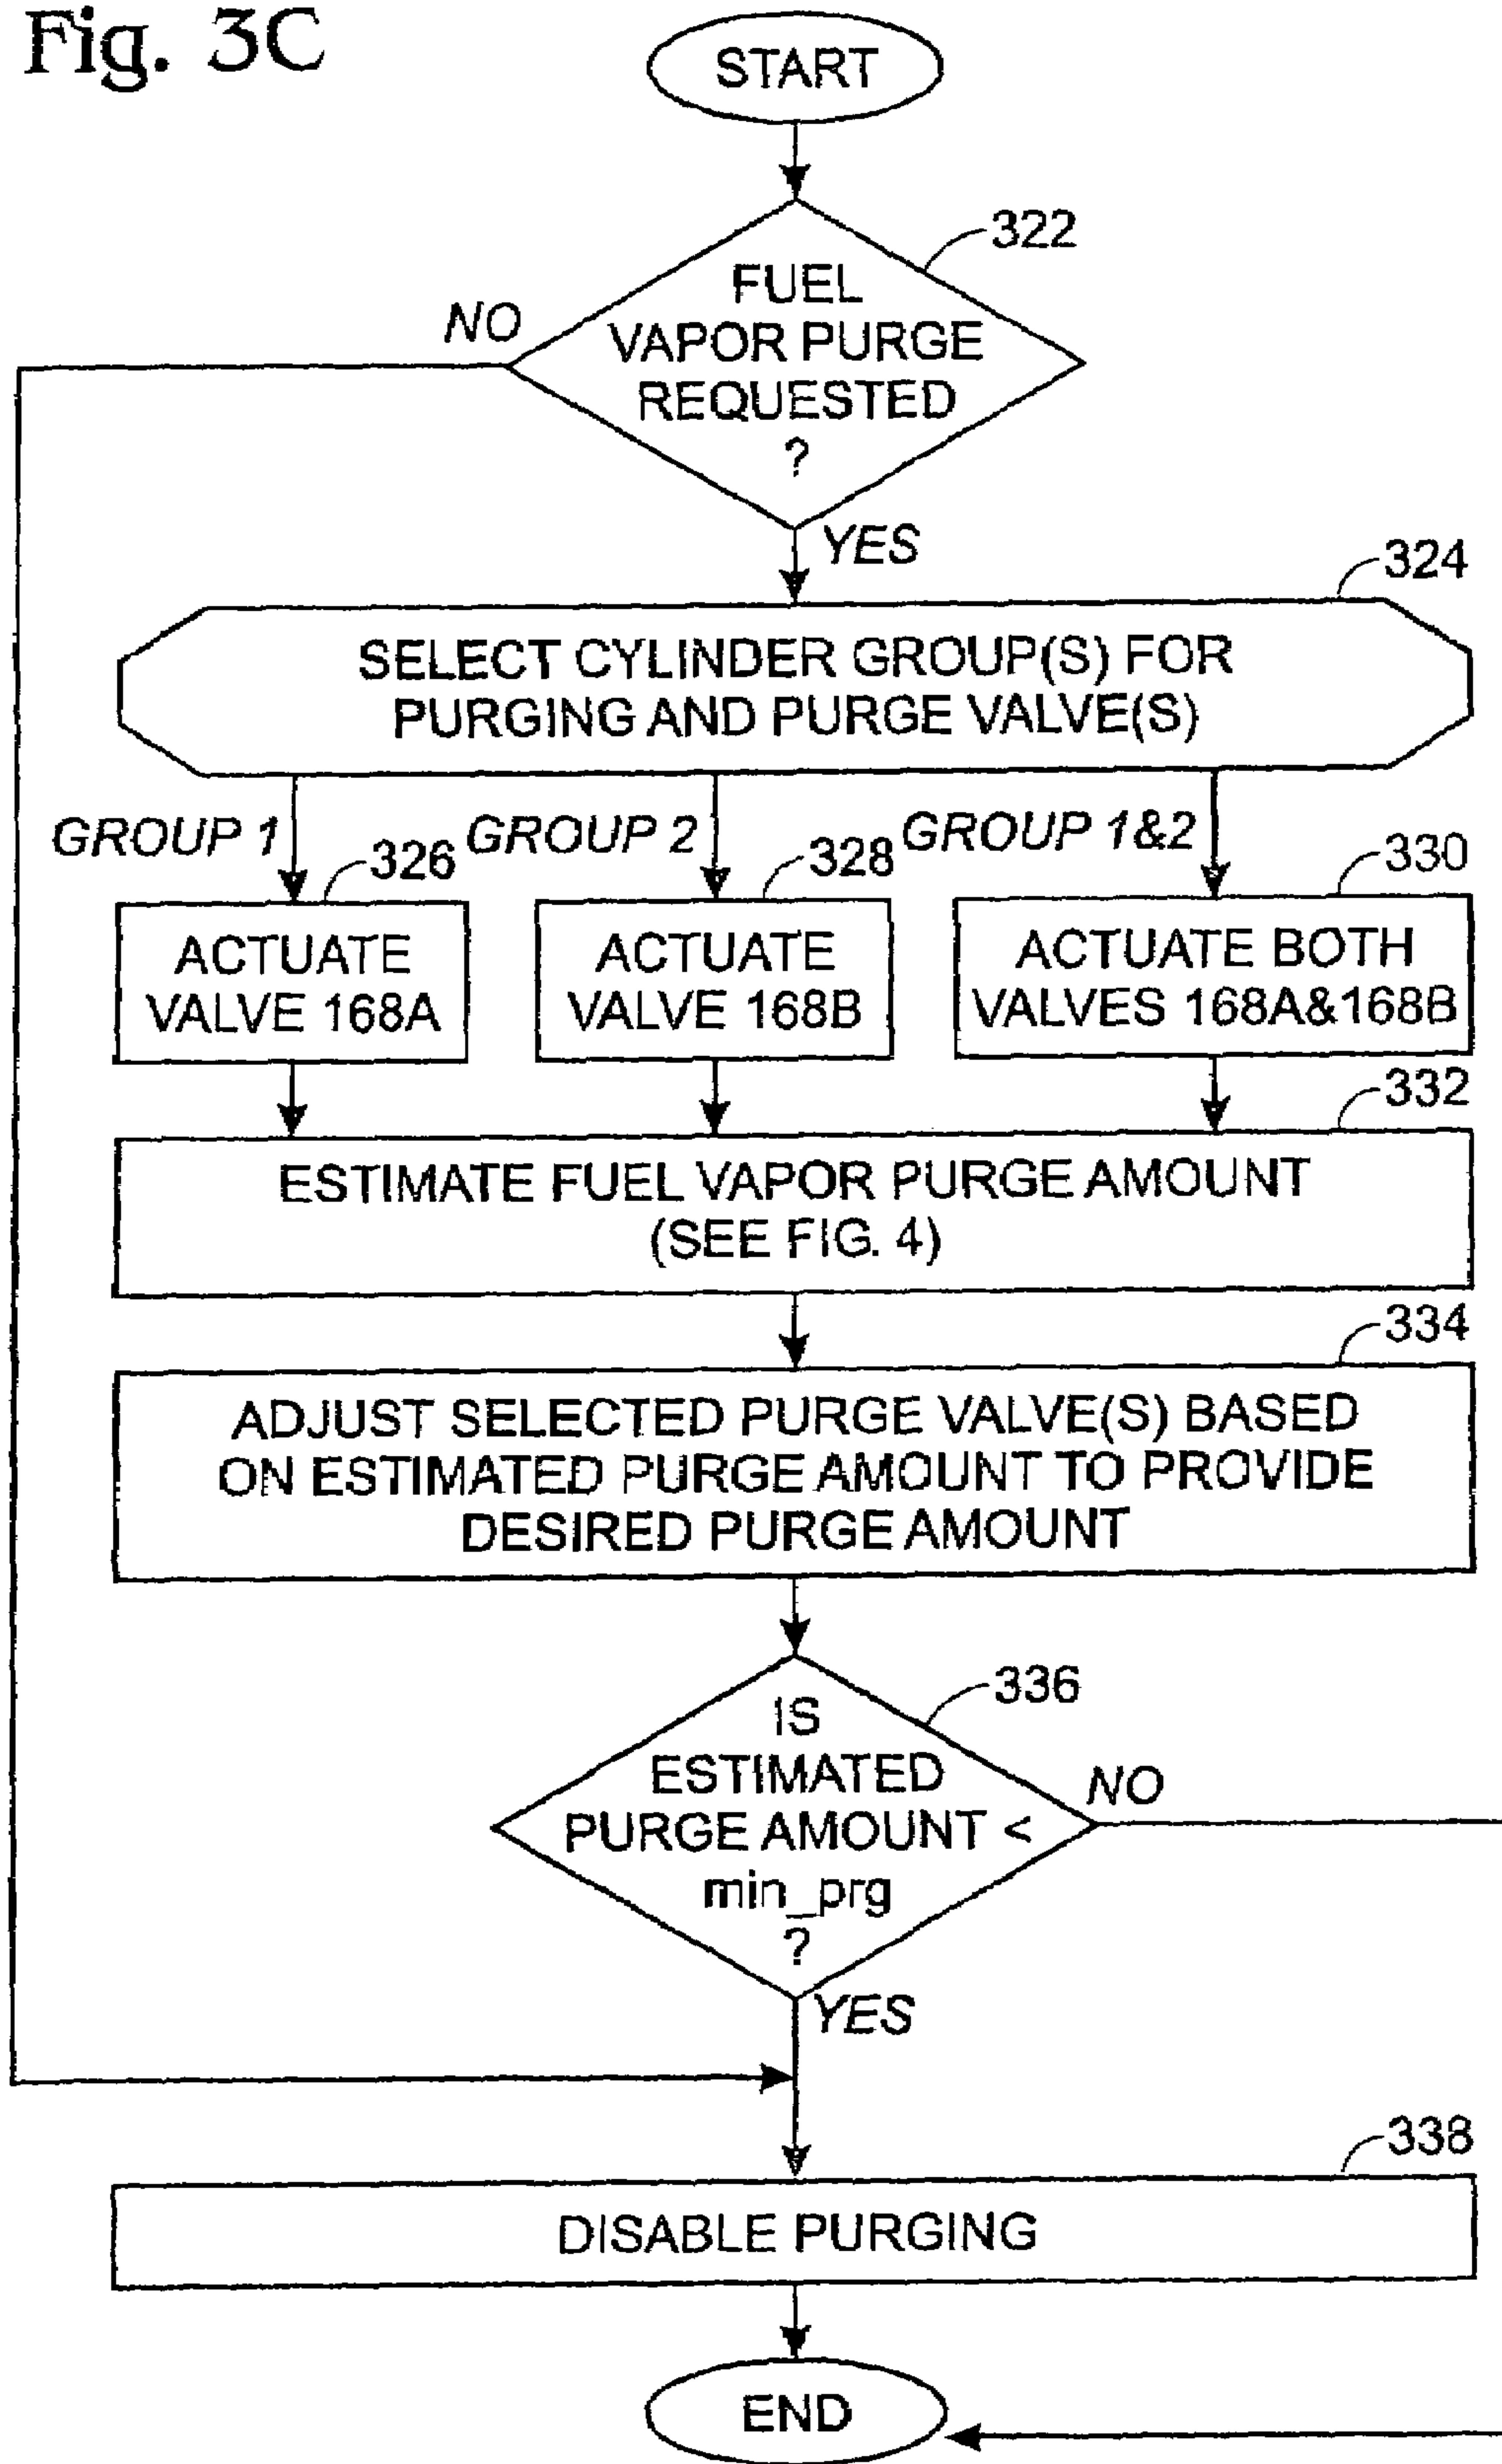 Fig. 3C
START
322
FUEL
VAPOR PURGE
REQUESTED
?
NO
YES
324
SELECT CYLINDER GROUP(S) FOR
PURGING AND PURGE VALVE(S)
GROUP 1
GROUP 2
GROUP 1&2
326
328
330
ACTUATE
VALVE 168A
ACTUATE
VALVE 168B
ACTUATE BOTH
VALVES 168A&168B
332
ESTIMATE FUEL VAPOR PURGE AMOUNT
(SEE FIG. 4)
334
ADJUST SELECTED PURGE VALVE(S) BASED
ON ESTIMATED PURGE AMOUNT TO PROVIDE
DESIRED PURGE AMOUNT
336
IS
ESTIMATED
PURGE AMOUNT <
min_prg
?
NO
YES
338
DISABLE PURGING
END